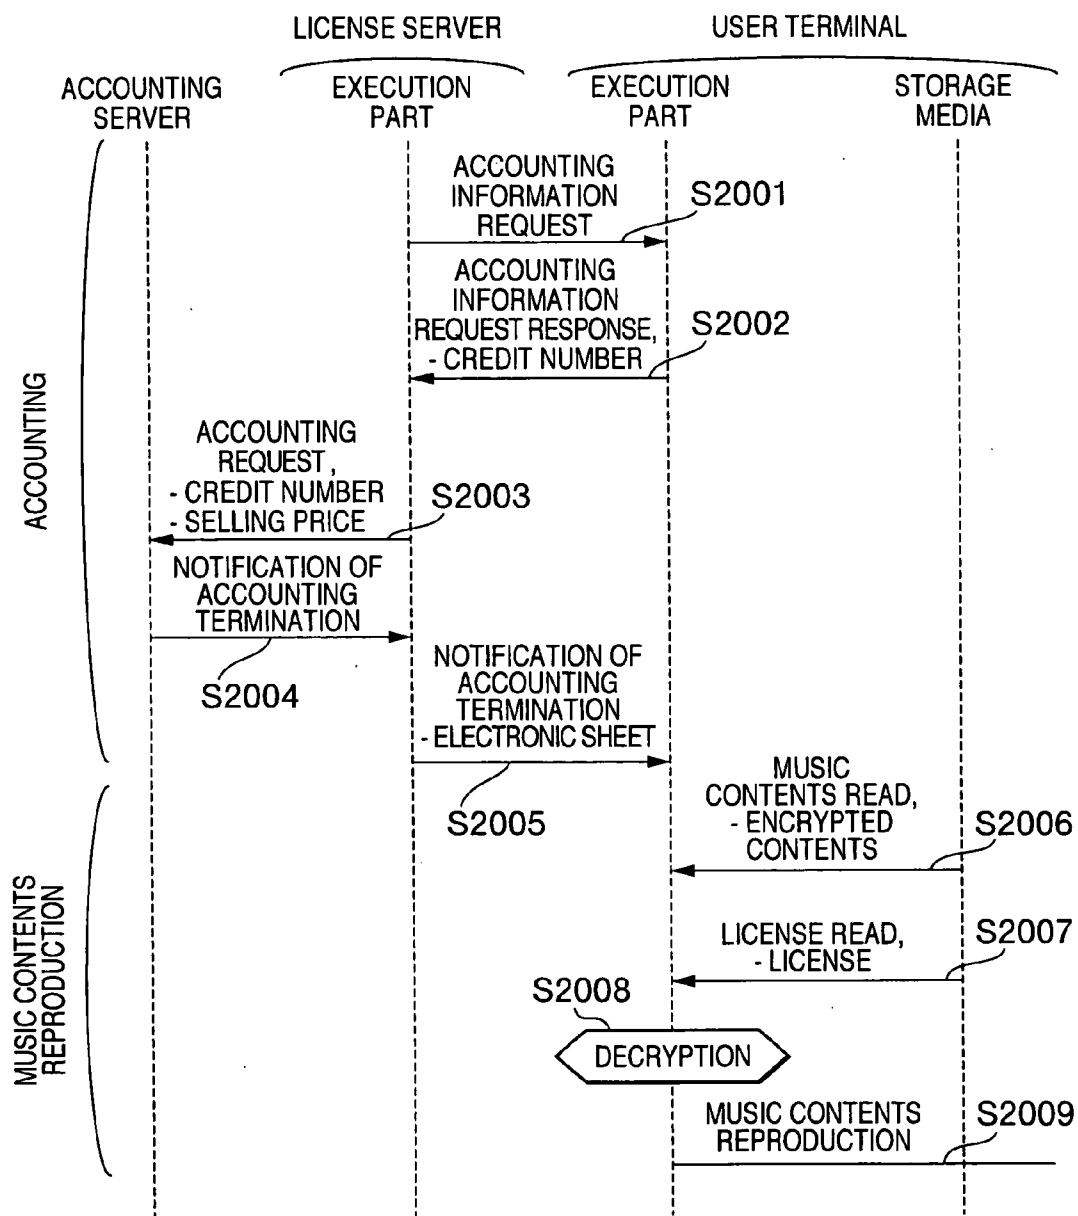 LICENSE SERVER
USER TERMINAL
ACCOUNTING
SERVER
EXECUTION
PART
EXECUTION
PART
STORAGE
MEDIA
ACCOUNTING
ACCOUNTING
INFORMATION
REQUEST
S2001
ACCOUNTING
INFORMATION
REQUEST RESPONSE,
- CREDIT NUMBER
S2002
ACCOUNTING
REQUEST,
- CREDIT NUMBER
- SELLING PRICE
S2003
NOTIFICATION OF
ACCOUNTING
TERMINATION
S2004
NOTIFICATION OF
ACCOUNTING
TERMINATION
- ELECTRONIC SHEET
S2005
MUSIC CONTENTS
REPRODUCTION
MUSIC
CONTENTS READ,
- ENCRYPTED
CONTENTS
S2006
LICENSE READ,
- LICENSE
S2007
S2008
DECRYPTION
MUSIC CONTENTS
REPRODUCTION
S2009